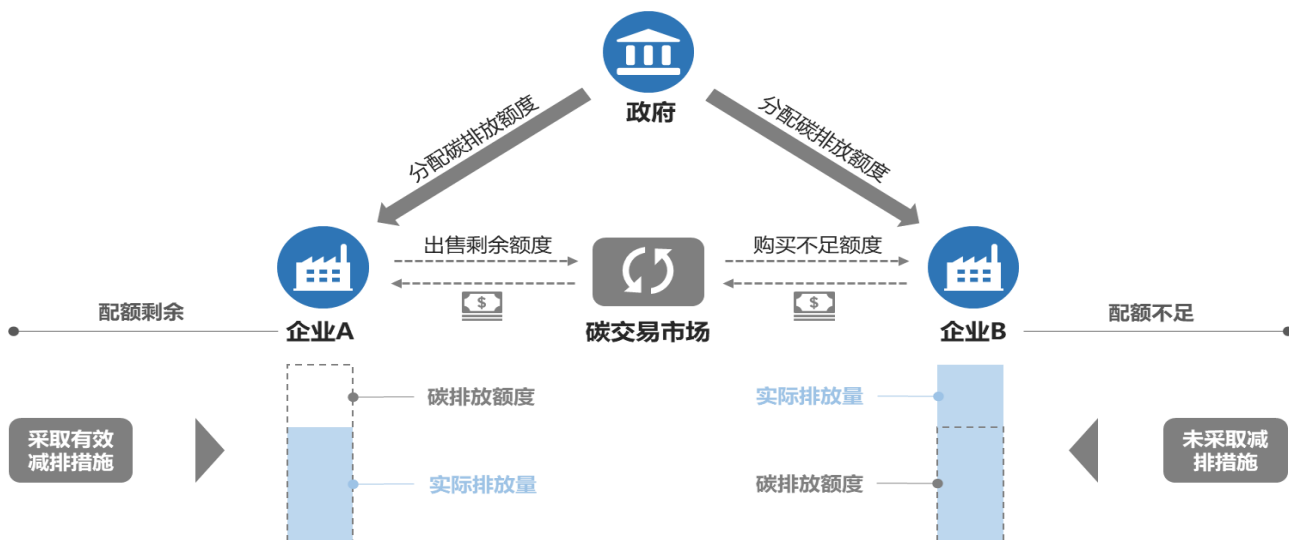 政府
分配碳排放额度
分配碳排放额度
出售剩余额度
购买不足额度
$
$
配额剩余
企业A
碳交易市场
企业B
配额不足
碳排放额度
实际排放量
采取有效
减排措施
未采取减
排措施
实际排放量
碳排放额度